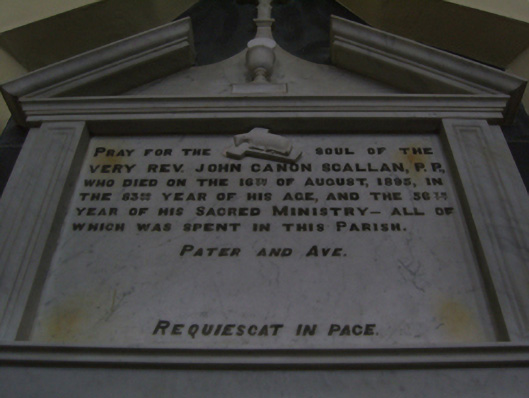 PRAY FOR THE SOUL OF THE
VERY REV. JOHN CANON SCALLAN, P.P.,
WHO DIED ON THE 16TH OF AUGUST, 1895, IN
THE 83RD YEAR OF HIS AGE, AND THE 56TH
YEAR OF HIS SACRED MINISTRY— ALL OF
WHICH WAS SPENT IN THIS PARISH.
PATER AND AVE.
REQUIESCAT IN PACE.